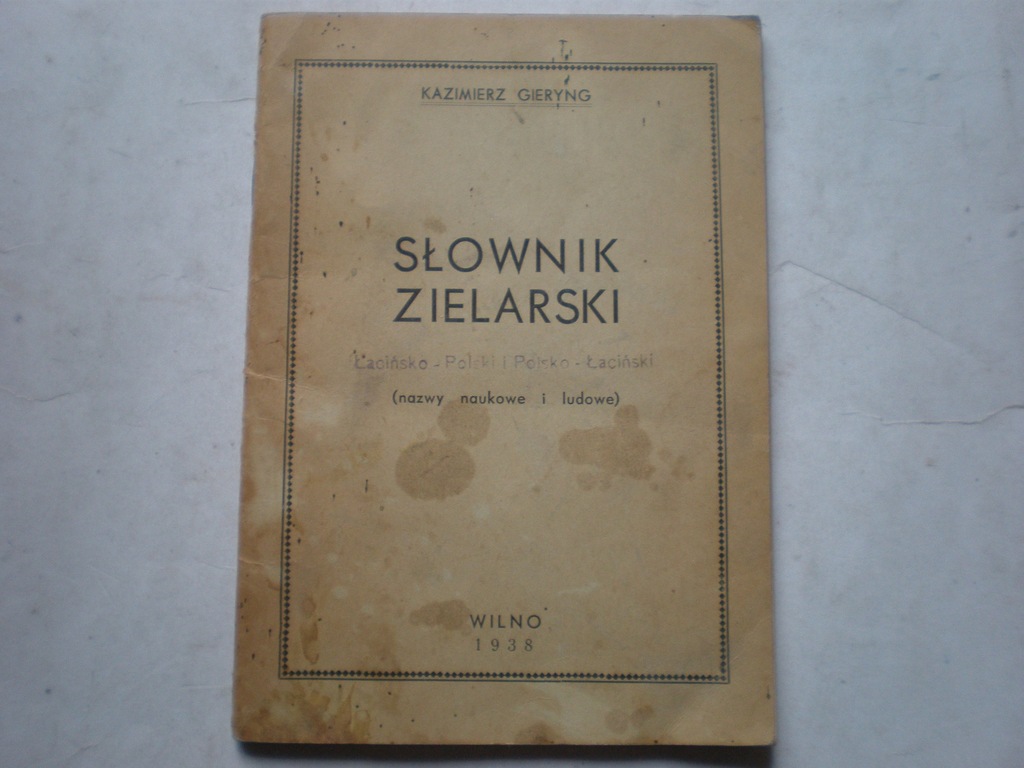 KAZIMIERZ GIERYNG
SŁOWNIK
ZIELARSKI
Łacińsko - Polski i Polsko - Łaciński
(nazwy naukowe i ludowe)
WILNO
1938